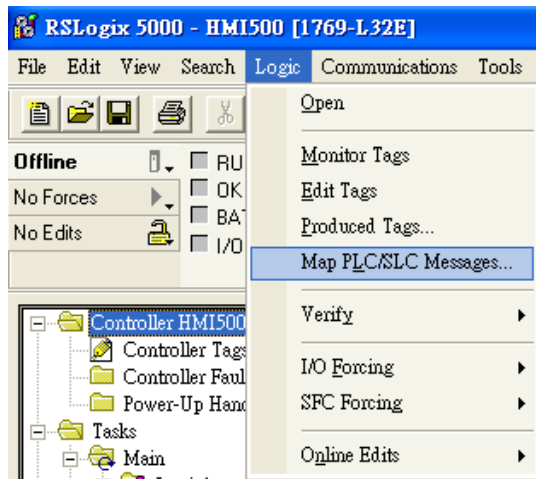 RSLogix 5000 - HMI500 [1769-L32E]
File Edit View Search Logic Communications Tools
Open
Monitor Tags
Edit Tags
Produced Tags...
Map PLC/SLC Messages...
Verify
I/O Forcing
SFC Forcing
Online Edits
Offline
RU
No Forces
OK
No Edits
BAT
I/O
Controller HMI500
Controller Tags
Controller Faul
Power-Up Hand
Tasks
Main